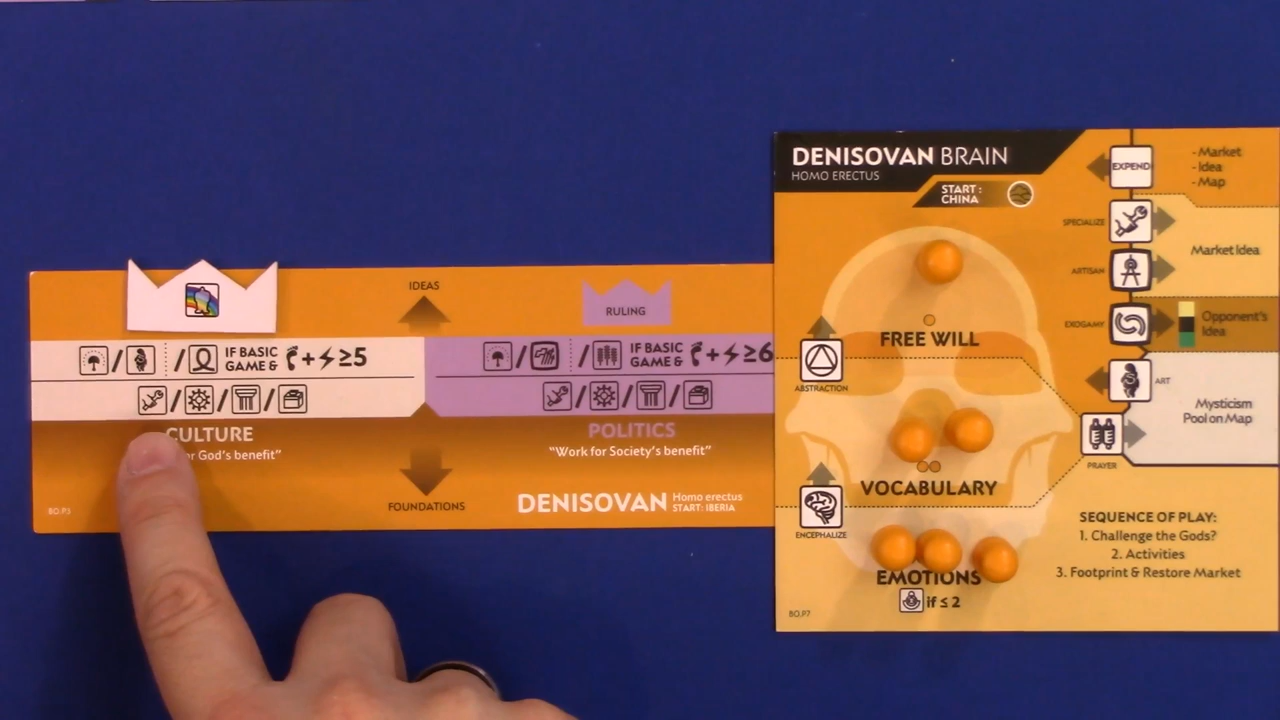 IDEAS
RULING
IF BASIC
GAME & + ≥5
IF BASIC
GAME & + ≥6
CULTURE
or God's benefit"
POLITICS
"Work for Society's benefit"
FOUNDATIONS
DENISOVAN Homo erectus
START: IBERIA
BO.P3
DENISOVAN BRAIN
HOMO ERECTUS
START:
CHINA
EXPEND
- Market
- Idea
- Map
SPECIALIZE
Market Idea
ARTISAN
EXOGAMY
Opponent's
Idea
FREE WILL
ABSTRACTION
ART
Mysticism
Pool on Map
PRAYER
VOCABULARY
ENCEPHALIZE
EMOTIONS
if ≤ 2
SEQUENCE OF PLAY:
1. Challenge the Gods?
2. Activities
3. Footprint & Restore Market
BO.P7